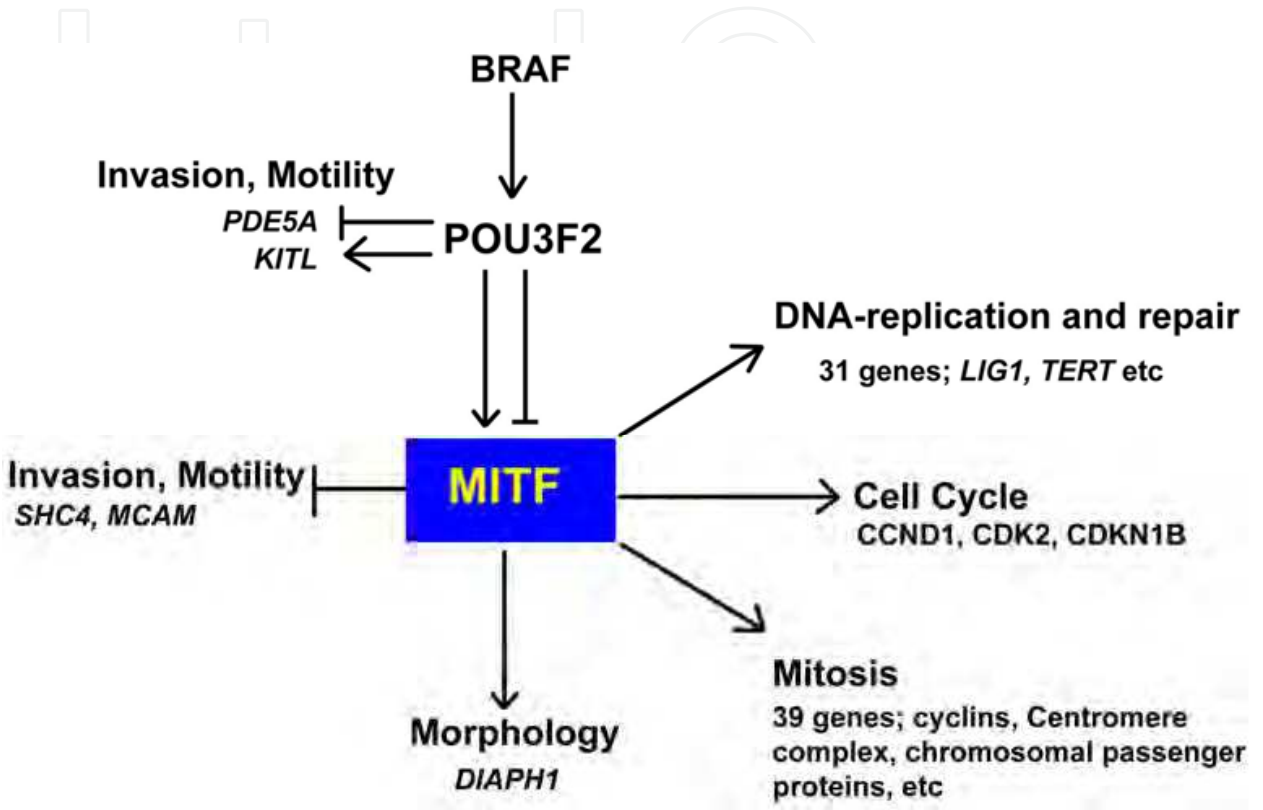 BRAF
Invasion, Motility
PDE5A
KITL
POU3F2
DNA-replication and repair
31 genes; LIG1, TERT etc
MITF
Invasion, Motility
SHC4, MCAM
Cell Cycle
CCND1, CDK2, CDKN1B
Mitosis
39 genes; cyclins, Centromere
complex, chromosomal passenger
proteins, etc
Morphology
DIAPH1